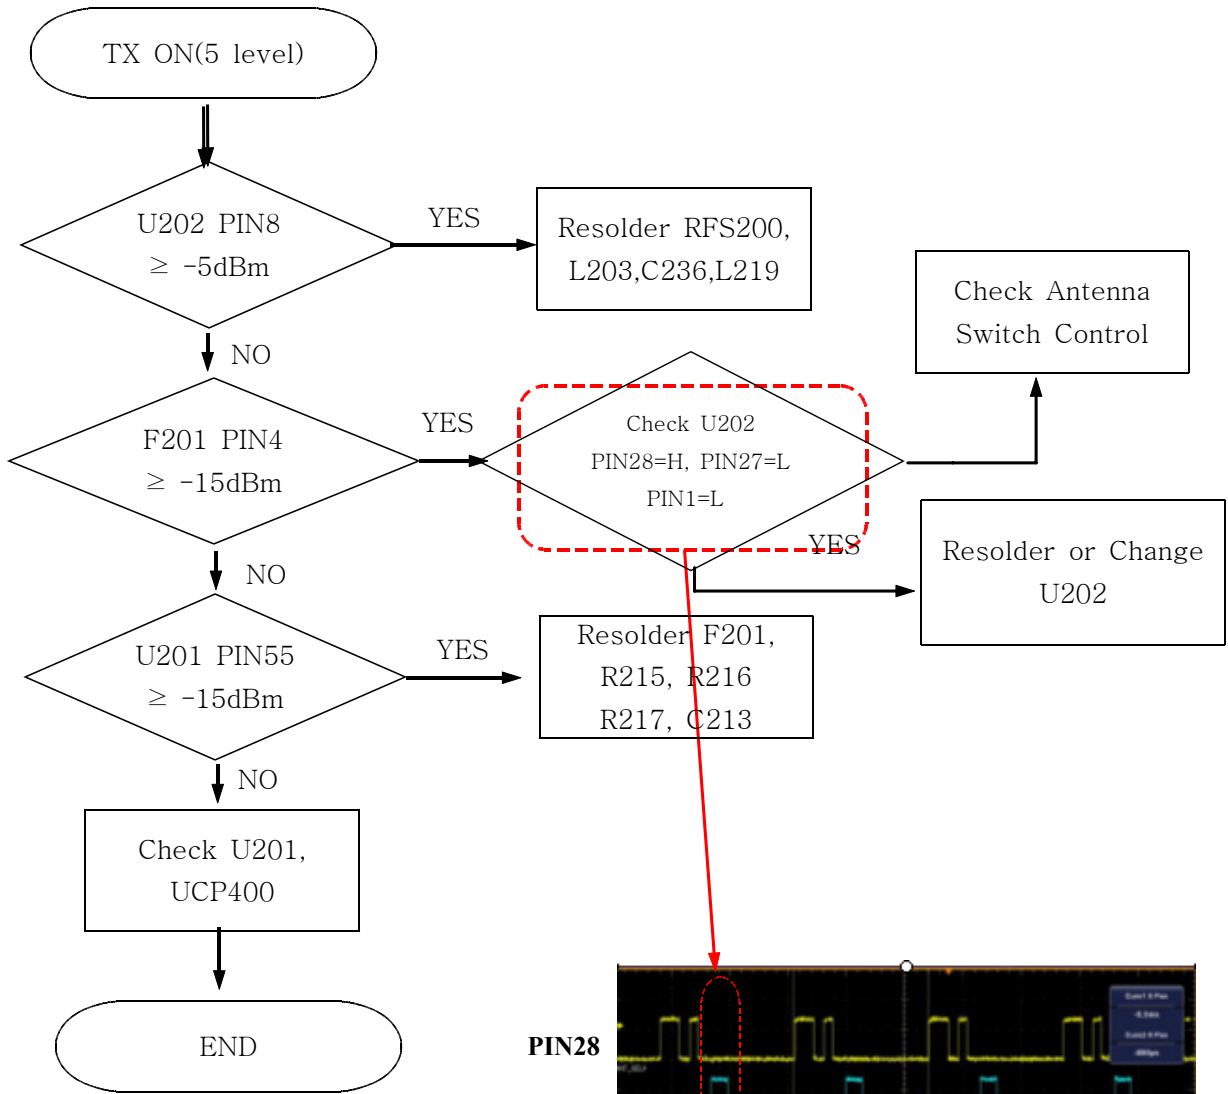 TX ON(5 level)
U202 PIN8
≥ -5dBm
YES
Resolder RFS200,
L203,C236,L219
Check Antenna
Switch Control
NO
F201 PIN4
≥ -15dBm
YES
Check U202
PIN28=H, PIN27=L
PIN1=L
YES
Resolder or Change
U202
NO
U201 PIN55
≥ -15dBm
YES
Resolder F201,
R215, R216
R217, C213
NO
Check U201,
UCP400
END
PIN28